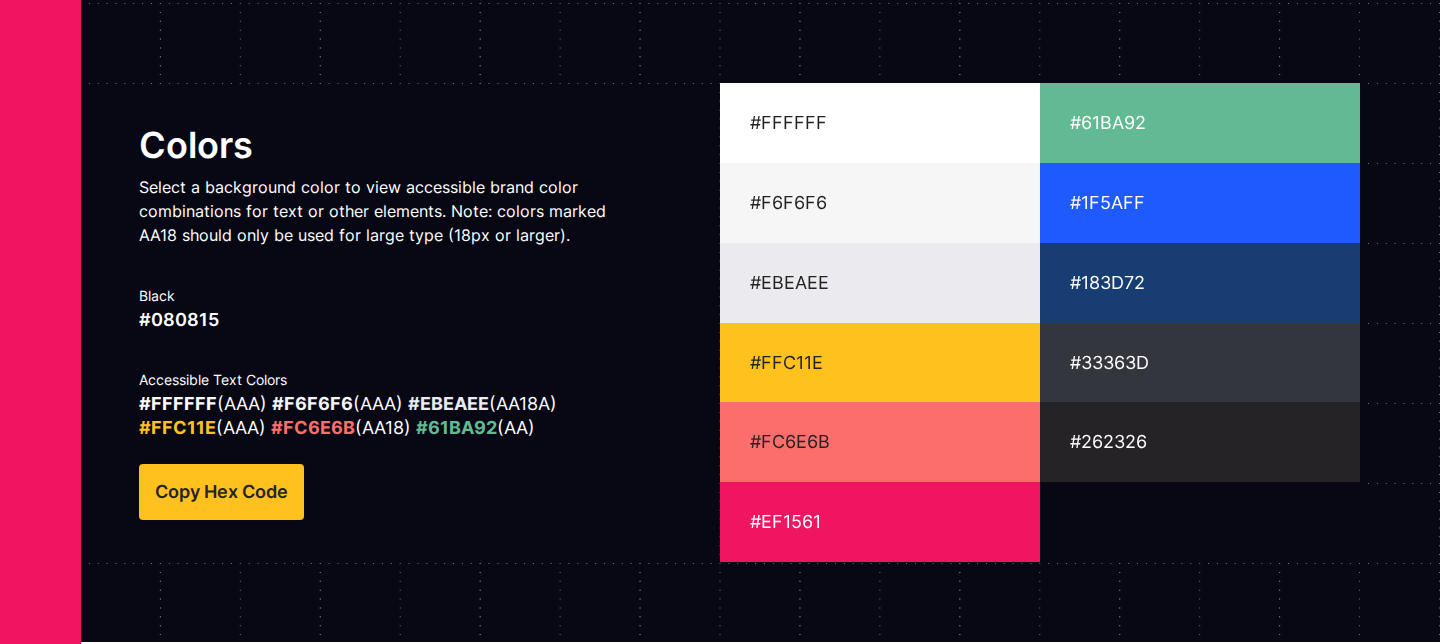 Colors
Select a background color to view accessible brand color
combinations for text or other elements. Note: colors marked
AA18 should only be used for large type (18px or larger).
Black
#080815
Accessible Text Colors
#FFFFFF(AAA) #F6F6F6(AAA) #EBEAEE(AA18A)
#FFC11E(AAA) #FC6E6B(AA18) #61BA92(AA)
Copy Hex Code
#FFFFFF
#F6F6F6
#EBEAEE
#FFC11E
#FC6E6B
#EF1561
#61BA92
#1F5AFF
#183D72
#33363D
#262326